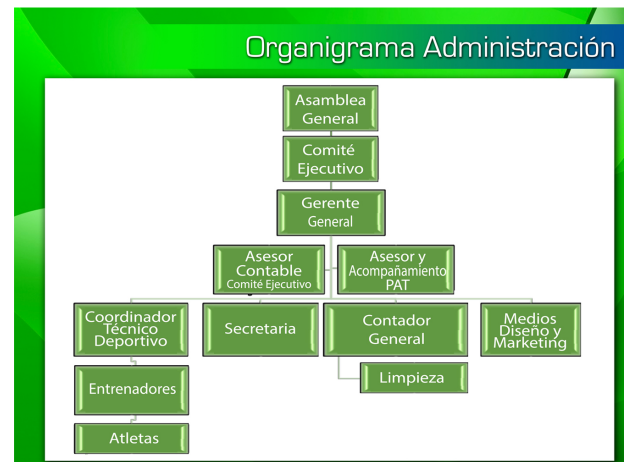 Organigrama Administración
Asamblea
General
Comité
Ejecutivo
Gerente
General
Asesor
Contable
Comité Ejecutivo
Asesor y
Acompañamiento
PAT
Coordinador
Técnico
Deportivo
Secretaria
Contador
General
Medios
Diseño y
Marketing
Entrenadores
Limpieza
Atletas